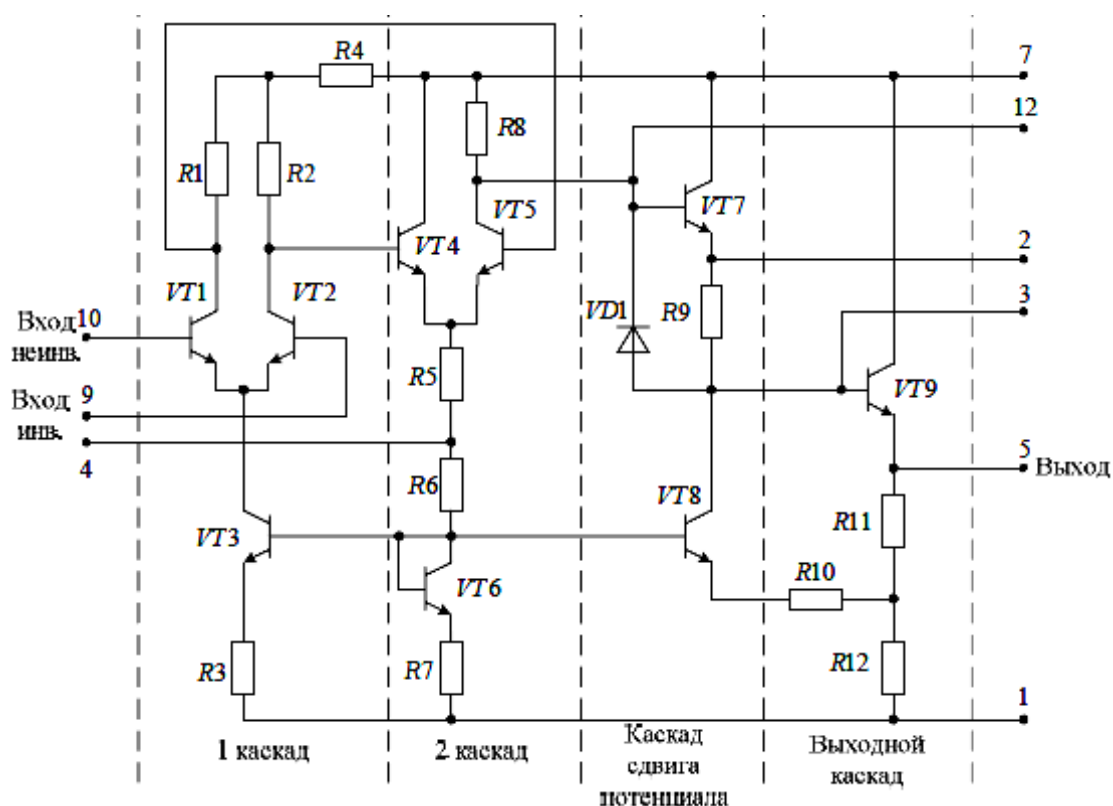 R4
7
12
R8
R1
R2
VT5
VT4
VT7
2
VT1
VT2
3
Вход 10
неинв.
VD1
R9
R5
VT9
9
Вход
инв.
4
5
Выход
R6
VT8
R11
VT3
VT6
R10
R3
R7
R12
1
1 каскад
2 каскад
Каскад
сдвига
потенциала
Выходной
каскад